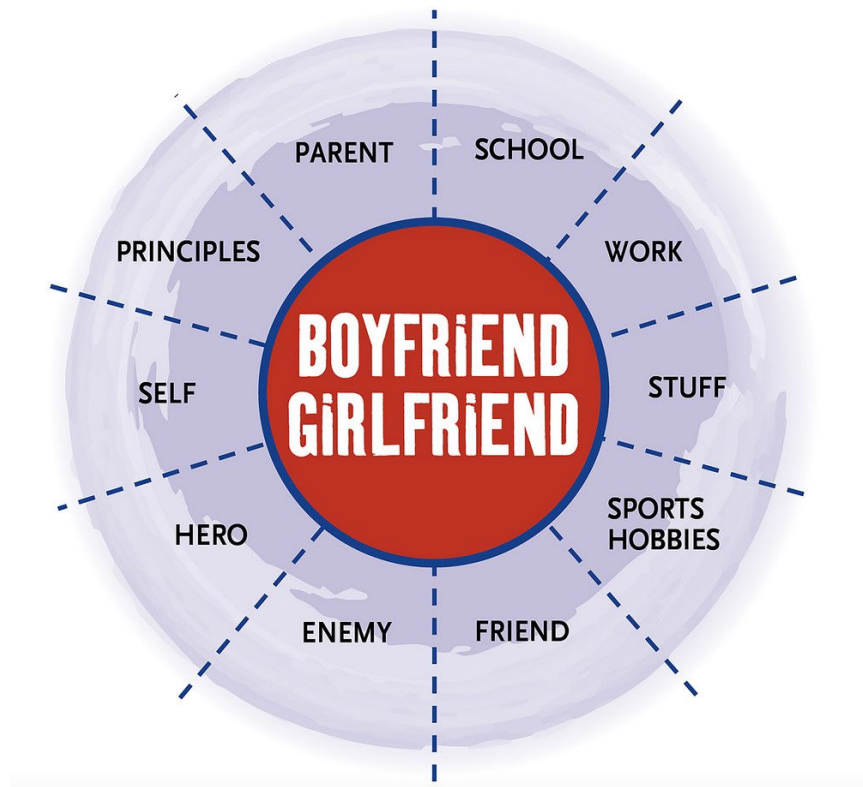 PARENT
SCHOOL
PRINCIPLES
WORK
BOYFRiEND
GiRLFRiEND
SELF
STUFF
HERO
SPORTS
HOBBIES
ENEMY
FRIEND